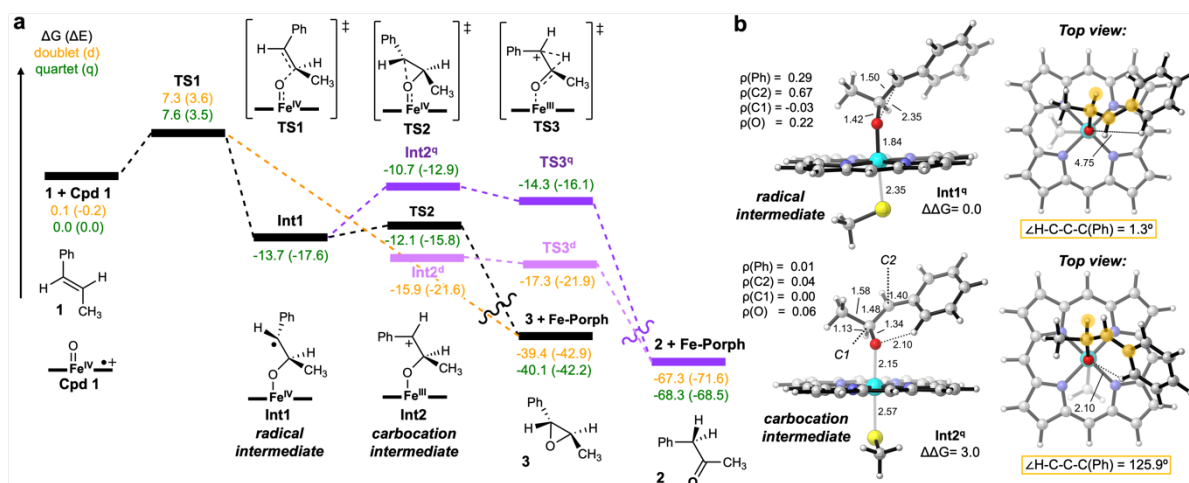 a
ΔG (ΔE)
doublet (d)
quartet (q)
TS1
7.3 (3.6)
7.6 (3.5)
1 + Cpd 1
0.1 (-0.2)
0.0 (0.0)
Ph
H
H
CH3
1
O
FeIV
•+
Cpd 1
Int1
-13.7 (-17.6)
Ph
H
H
CH3
O
FeIV
TS1
‡
Ph
H
H
CH3
O
FeIV
TS2
‡
H
Ph
H
+
CH3
O
FeIII
TS3
‡
Int2q
-10.7 (-12.9)
TS3q
-14.3 (-16.1)
TS2
-12.1 (-15.8)
Int2d
-15.9 (-21.6)
TS3d
-17.3 (-21.9)
3 + Fe-Porph
-39.4 (-42.9)
-40.1 (-42.2)
2 + Fe-Porph
-67.3 (-71.6)
-68.3 (-68.5)
H
Ph
•
H
CH3
O
FeIV
Int1
radical
intermediate
H
Ph
+
H
CH3
O
FeIII
Int2
carbocation
intermediate
Ph
H
H
O
CH3
3
H
H
Ph
CH3
O
2
b
ρ(Ph) = 0.29
ρ(C2) = 0.67
ρ(C1) = -0.03
ρ(O) = 0.22
1.50
2.35
1.42
1.84
2.35
radical
intermediate
Int1q
ΔΔG= 0.0
Top view:
4.75
∠H-C-C-C(Ph) = 1.3º
ρ(Ph) = 0.01
ρ(C2) = 0.04
ρ(C1) = 0.00
ρ(O) = 0.06
C2
1.58
1.48
1.40
1.13
1.34
2.10
C1
2.15
2.57
carbocation
intermediate
Int2q
ΔΔG= 3.0
Top view:
2.10
∠H-C-C-C(Ph) = 125.9º